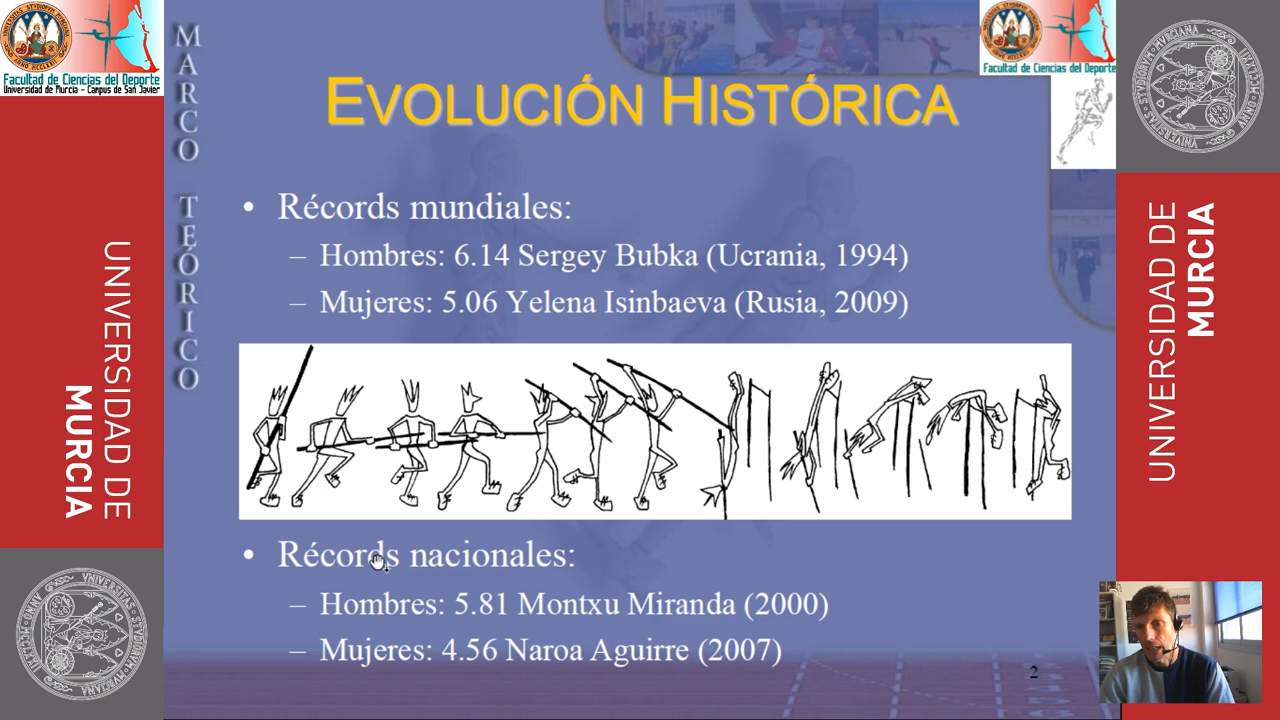 Facultad de Ciencias del Deporte
Universidad de Murcia - Campus de San Javier
UNIVERSIDAD DE
MURCIA
MARCO
TEÓRICO
EVOLUCIÓN HISTÓRICA
• Récords mundiales:
– Hombres: 6.14 Sergey Bubka (Ucrania, 1994)
– Mujeres: 5.06 Yelena Isinbaeva (Rusia, 2009)
• Récords nacionales:
– Hombres: 5.81 Montxu Miranda (2000)
– Mujeres: 4.56 Naroa Aguirre (2007)
2
Facultad de Ciencias del Deporte
UNIVERSIDAD DE
MURCIA